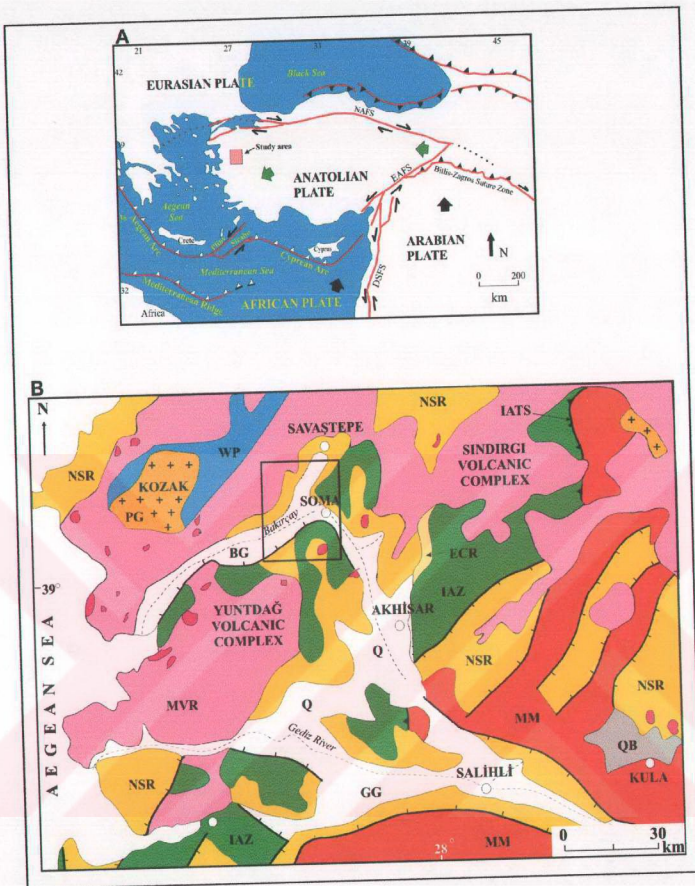 A
21
27
31
39
45
42
EURASIAN PLATE
Black Sea
NAFS
Study area
ANATOLIAN
PLATE
EAFS
Bitlis-Zagros Suture Zone
Aegean
Sea
Aegean Arc
Crete
Cyprus
Cyprean Arc
Mediterranean Sea
Mediterranean Ridge
AFRICAN PLATE
DSFS
ARABIAN
PLATE
N
0 200
km
32
Africa
B
N
NSR
WP
KOZAK
PG
SAVAŞTEPE
NSR
IATS
SINDIRGI
VOLCANIC
COMPLEX
SOMA
Bakırçay
BG
ECR
IAZ
39°
YUNTDAĞ
VOLCANIC
COMPLEX
AKHİSAR
Q
NSR
NSR
MVR
Q
MM
QB
KULA
AEGEAN SEA
Gediz River
NSR
GG
SALİHLİ
IAZ
28°
MM
0 30
km